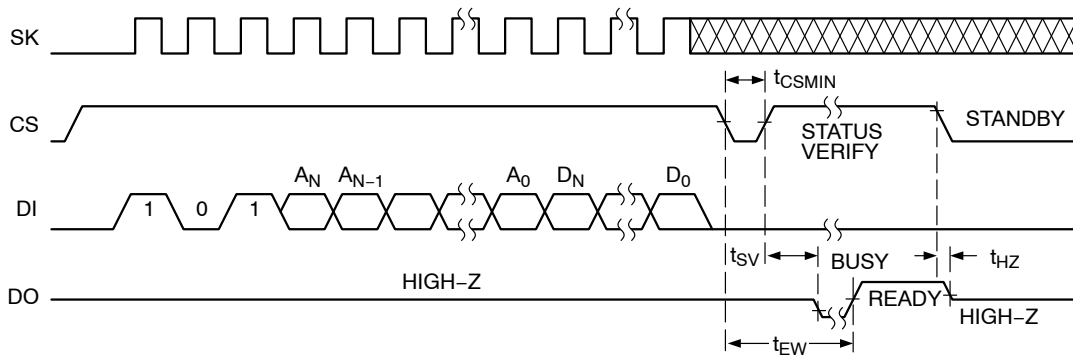 SK
t_CSMIN
CS
STATUS
VERIFY
STANDBY
A_N A_N−1 A_0 D_N D_0
DI
1 0 1
t_SV
BUSY
t_HZ
DO
HIGH−Z
READY
HIGH−Z
t_EW